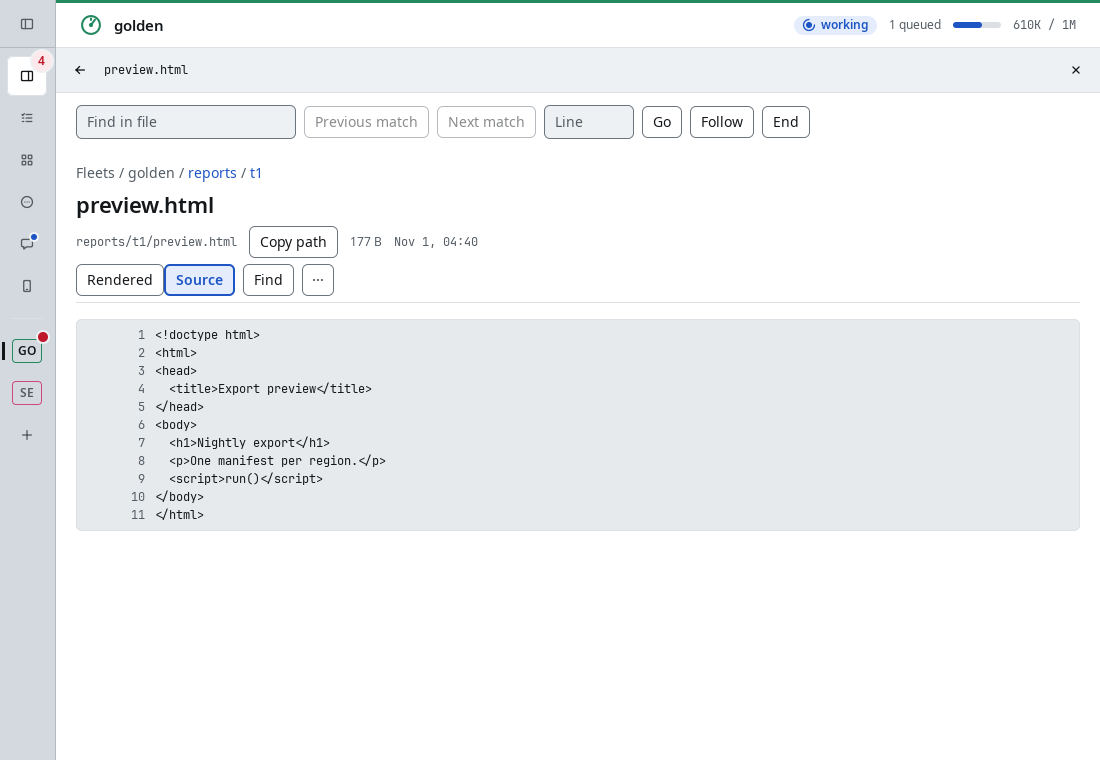 golden
working
1 queued
610K / 1M
4
preview.html
Find in file
Previous match
Next match
Line
Go
Follow
End
Fleets / golden / reports / t1
preview.html
reports/t1/preview.html
Copy path
177 B
Nov 1, 04:40
Rendered
Source
Find
···
GO
SE
1 <!doctype html>
2 <html>
3 <head>
4   <title>Export preview</title>
5 </head>
6 <body>
7   <h1>Nightly export</h1>
8   <p>One manifest per region.</p>
9   <script>run()</script>
10 </body>
11 </html>